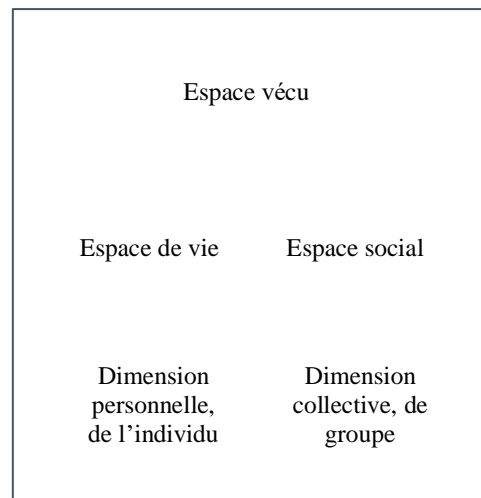 Espace vécu
Espace de vie
Espace social
Dimension
personnelle,
de l’individu
Dimension
collective, de
groupe